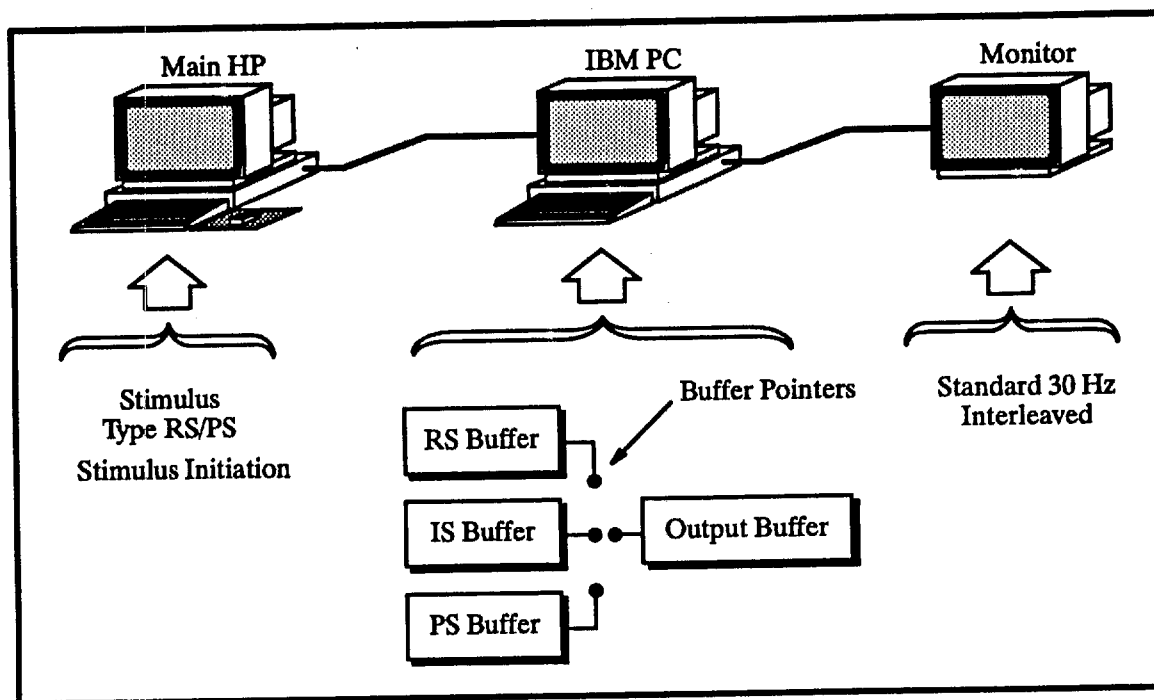 Main HP
IBM PC
Monitor
Stimulus
Type RS/PS
Stimulus Initiation
Buffer Pointers
Standard 30 Hz
Interleaved
RS Buffer
IS Buffer
Output Buffer
PS Buffer